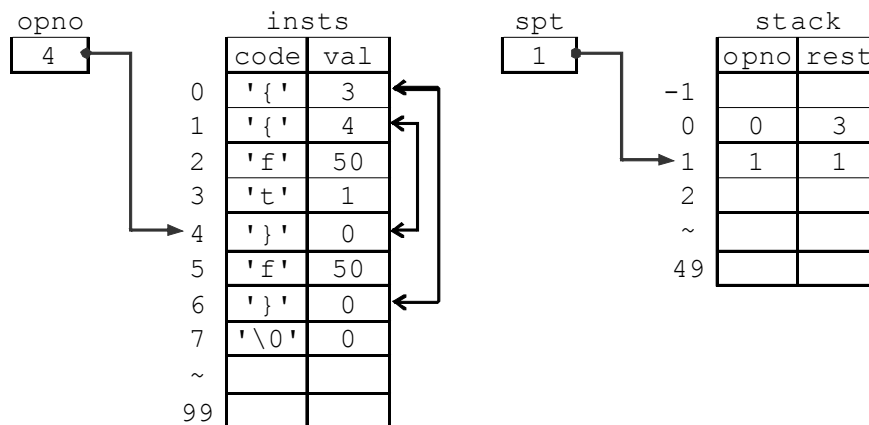 opno insts spt stack
4 code val 1 opno rest
0 '{' 3 -1
1 '{' 4 0 0 3
2 'f' 50 1 1 1
3 't' 1 2
4 '}' 0 ~
5 'f' 50 49
6 '}' 0
7 '\0' 0
~
99